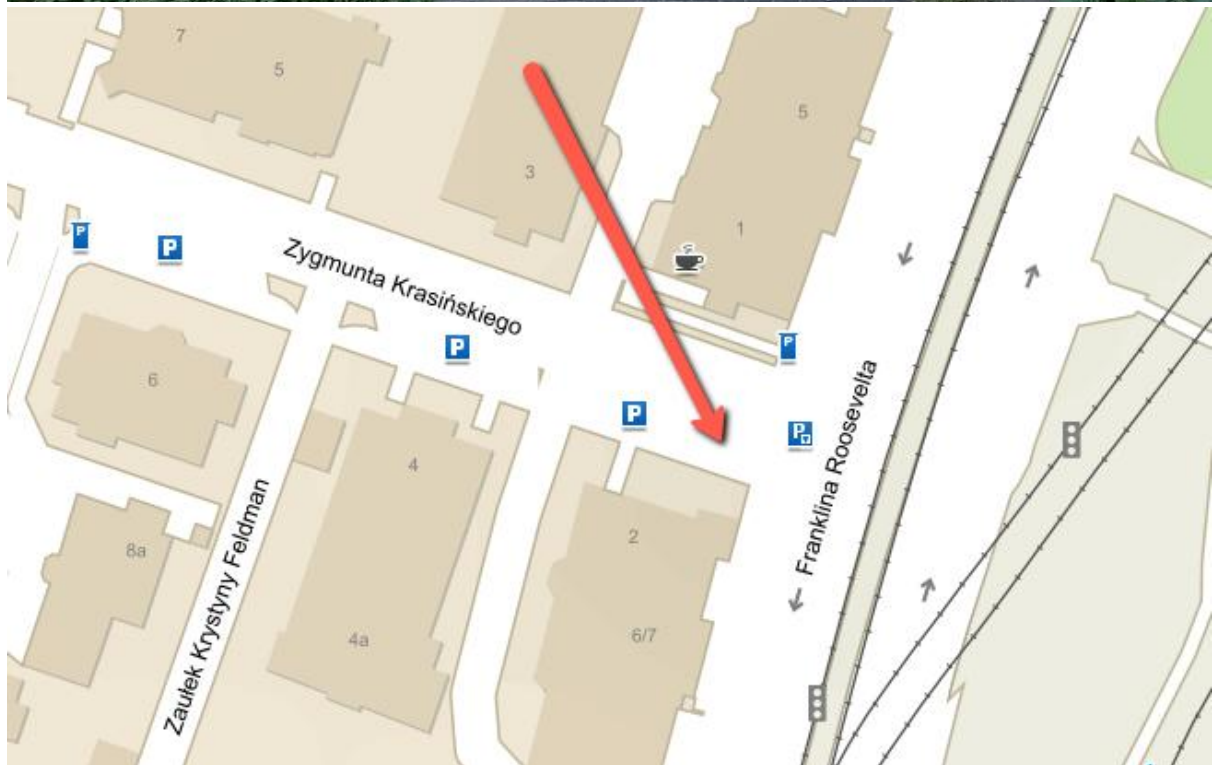 7
5
3
5
1
P
P
Zygmunta Krasińskiego
P
P
6
P
P
Franklina Roosevelta
4
2
8a
Zaułek Krystyny Feldman
4a
6/7